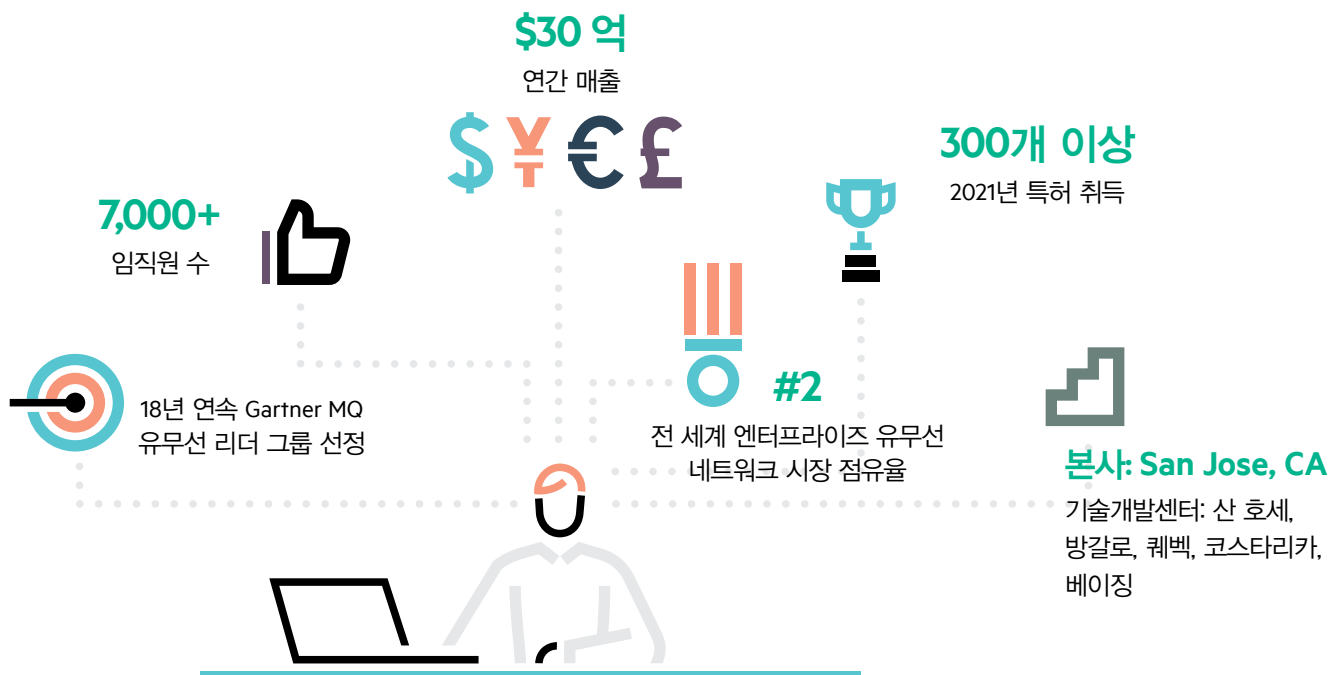 $30 억
연간 매출
300개 이상
2021년 특허 취득
7,000+
임직원 수
18년 연속 Gartner MQ
유무선 리더 그룹 선정
#2
전 세계 엔터프라이즈 유무선
네트워크 시장 점유율
본사: San Jose, CA
기술개발센터: 산 호세,
방갈로, 퀘벡, 코스타리카,
베이징